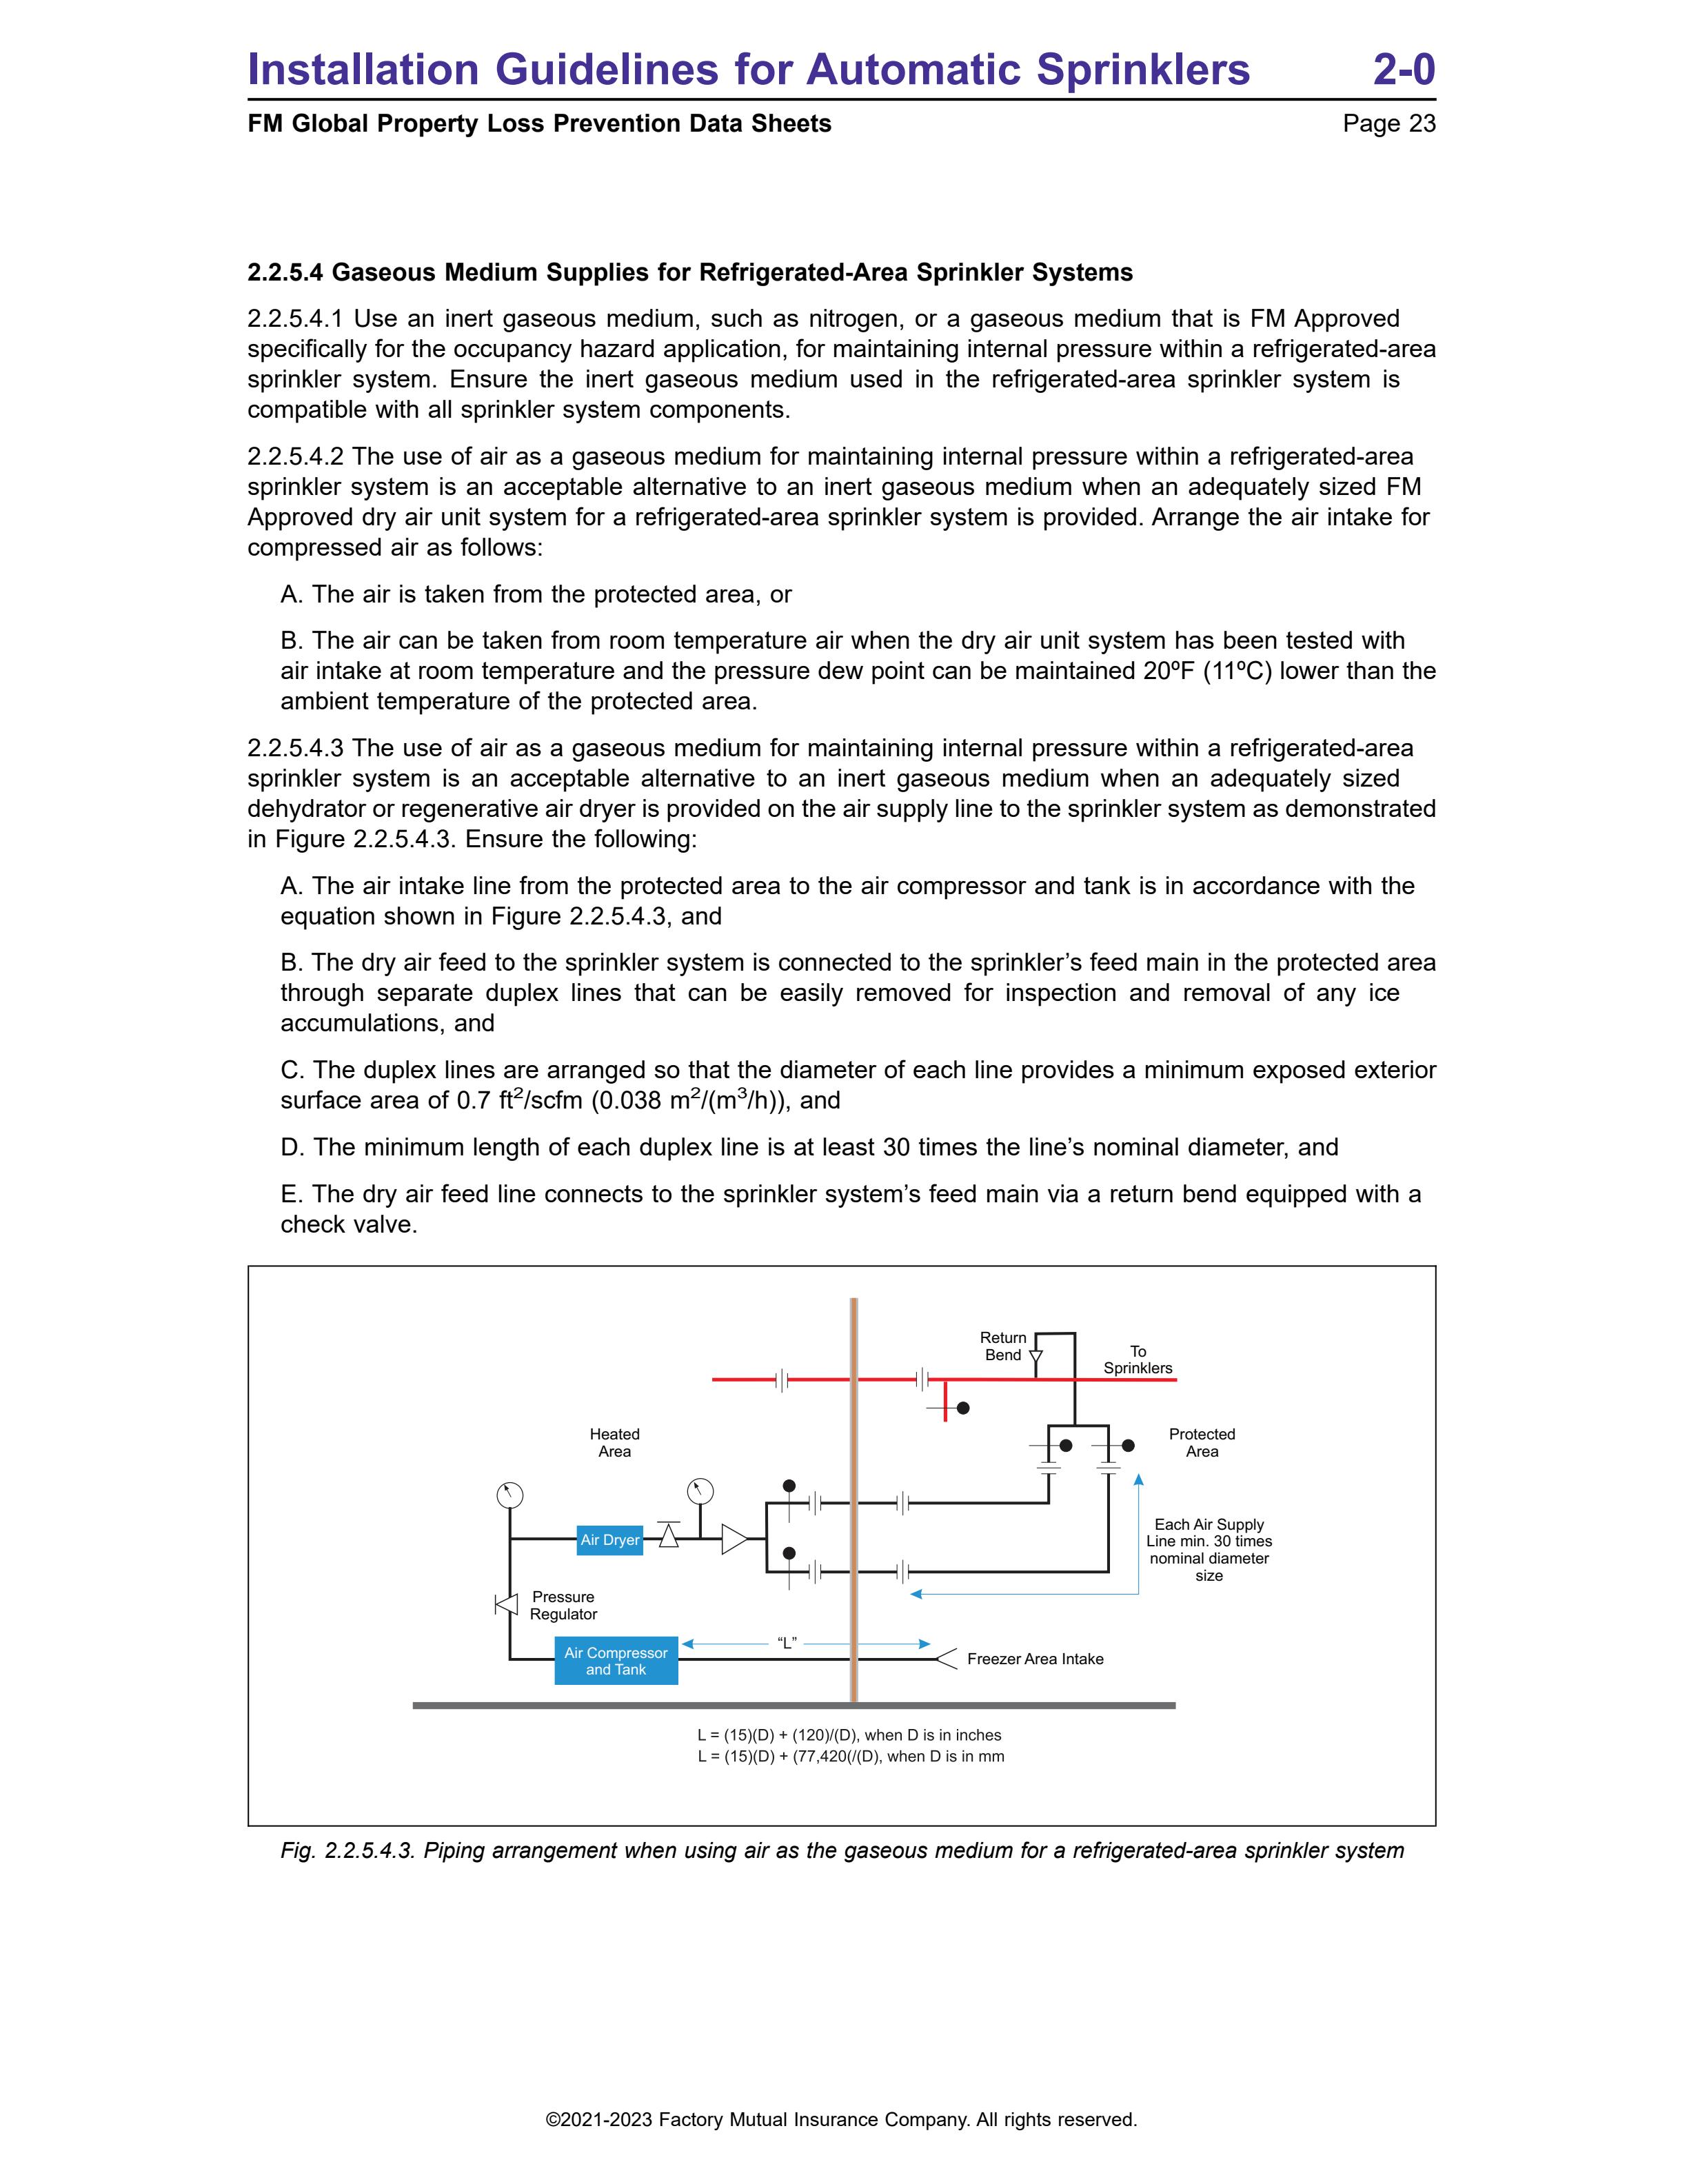 Installation Guidelines for Automatic Sprinklers 2-0
FM Global Property Loss Prevention Data Sheets Page 23
2.2.5.4 Gaseous Medium Supplies for Refrigerated-Area Sprinkler Systems
2.2.5.4.1 Use an inert gaseous medium, such as nitrogen, or a gaseous medium that is FM Approved
specifically for the occupancy hazard application, for maintaining internal pressure within a refrigerated-area
sprinkler system. Ensure the inert gaseous medium used in the refrigerated-area sprinkler system is
compatible with all sprinkler system components.
2.2.5.4.2 The use of air as a gaseous medium for maintaining internal pressure within a refrigerated-area
sprinkler system is an acceptable alternative to an inert gaseous medium when an adequately sized FM
Approved dry air unit system for a refrigerated-area sprinkler system is provided. Arrange the air intake for
compressed air as follows:
A. The air is taken from the protected area, or
B. The air can be taken from room temperature air when the dry air unit system has been tested with
air intake at room temperature and the pressure dew point can be maintained 20ºF (11ºC) lower than the
ambient temperature of the protected area.
2.2.5.4.3 The use of air as a gaseous medium for maintaining internal pressure within a refrigerated-area
sprinkler system is an acceptable alternative to an inert gaseous medium when an adequately sized
dehydrator or regenerative air dryer is provided on the air supply line to the sprinkler system as demonstrated
in Figure 2.2.5.4.3. Ensure the following:
A. The air intake line from the protected area to the air compressor and tank is in accordance with the
equation shown in Figure 2.2.5.4.3, and
B. The dry air feed to the sprinkler system is connected to the sprinkler’s feed main in the protected area
through separate duplex lines that can be easily removed for inspection and removal of any ice
accumulations, and
C. The duplex lines are arranged so that the diameter of each line provides a minimum exposed exterior
surface area of 0.7 ft²/scfm (0.038 m²/(m³/h)), and
D. The minimum length of each duplex line is at least 30 times the line’s nominal diameter, and
E. The dry air feed line connects to the sprinkler system’s feed main via a return bend equipped with a
check valve.
Return
Bend
To
Sprinklers
Heated
Area
Protected
Area
Air Dryer
Each Air Supply
Line min. 30 times
nominal diameter
size
Pressure
Regulator
“L”
Air Compressor
and Tank
Freezer Area Intake
L = (15)(D) + (120)/(D), when D is in inches
L = (15)(D) + (77,420(/(D), when D is in mm
Fig. 2.2.5.4.3. Piping arrangement when using air as the gaseous medium for a refrigerated-area sprinkler system
©2021-2023 Factory Mutual Insurance Company. All rights reserved.